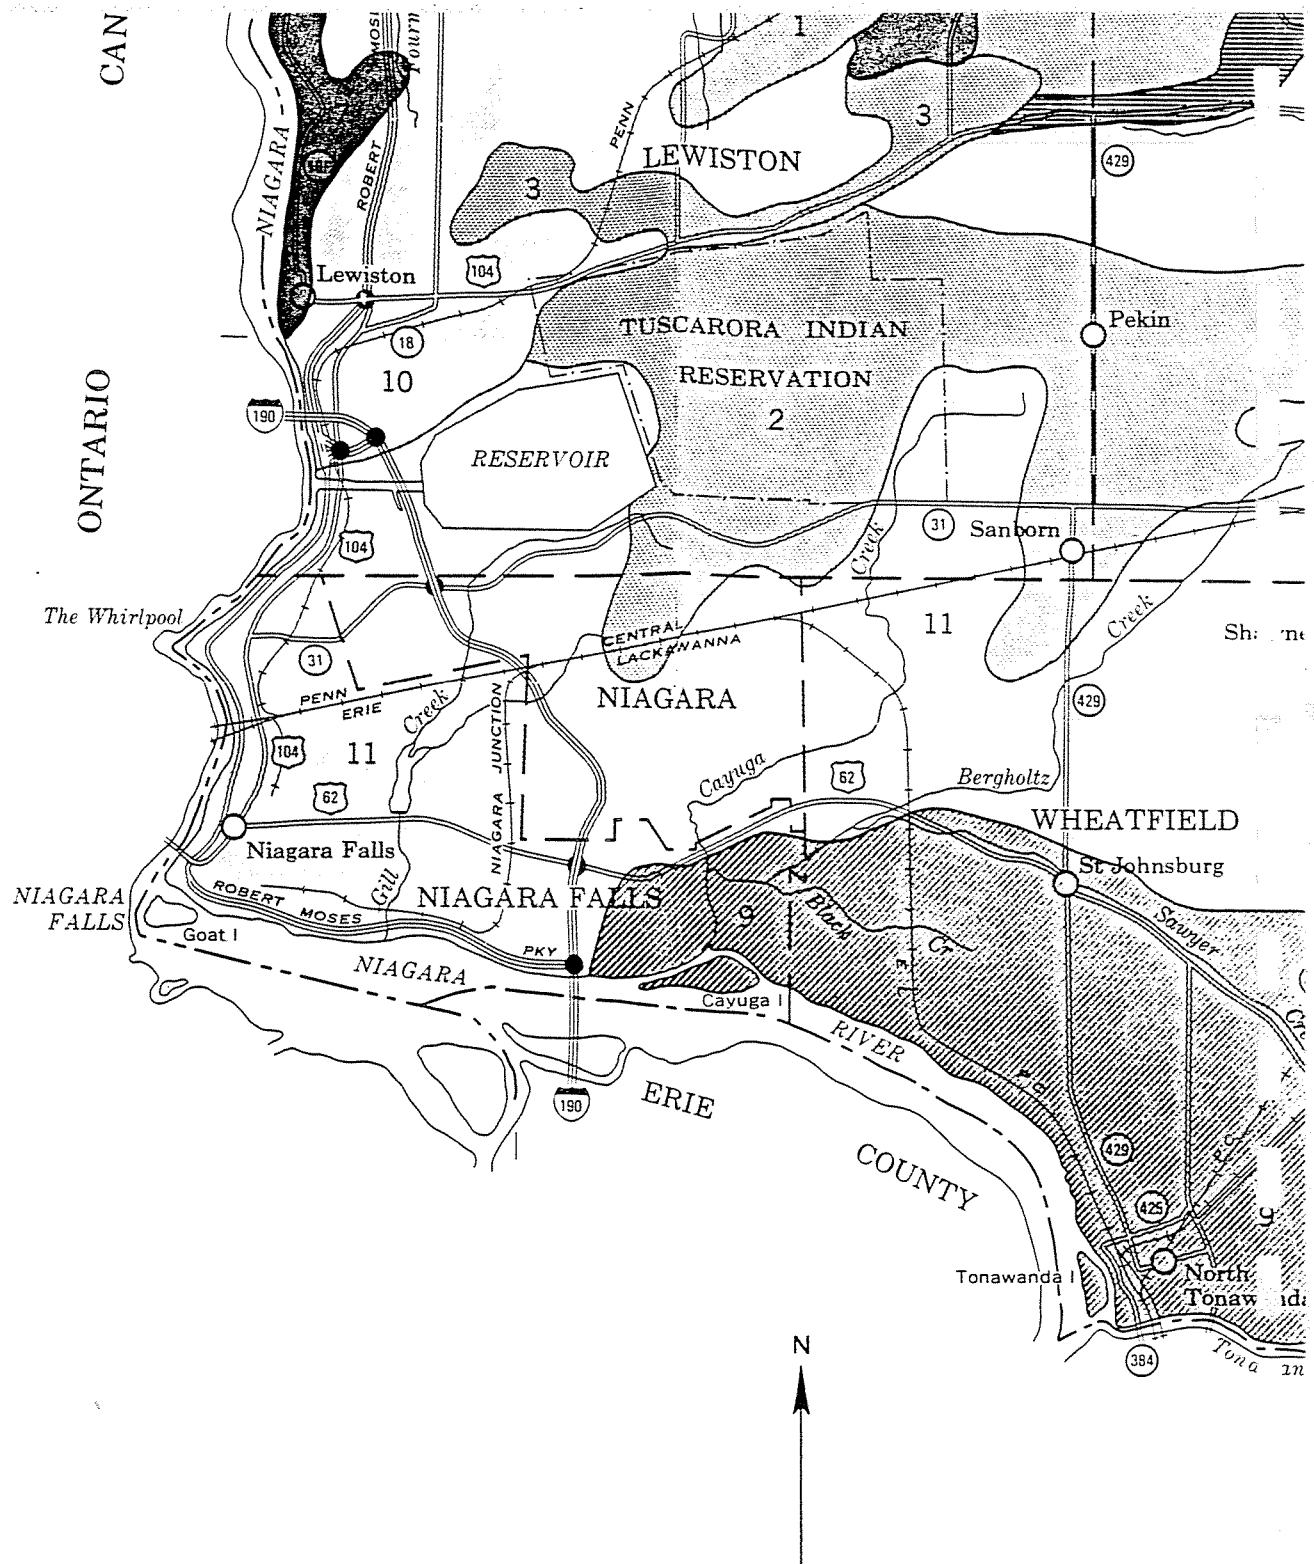 CAN
MOSI
1
NIAGARA
ROBERT
PENN
3
LEWISTON
429
3
Lewiston
104
18
TUSCARORA INDIAN
RESERVATION
2
Pekin
10
190
ONTARIO
RESERVOIR
104
31
Sanborn
Creek
The Whirlpool
31
CENTRAL
LACKAWANNA
11
Creek
PENN
ERIE
Creek
NIAGARA
429
104
11
NIAGARA JUNCTION
62
Cayuga
62
Bergholtz
WHEATFIELD
Niagara Falls
St Johnsburg
NIAGARA
FALLS
ROBERT MOSES
Gill
NIAGARA FALLS
9
Black
Cr
Sawyer
Goat I
PKY
NIAGARA
Cayuga I
RIVER
190
ERIE
COUNTY
429
425
9
Tonawanda I
North
N
384